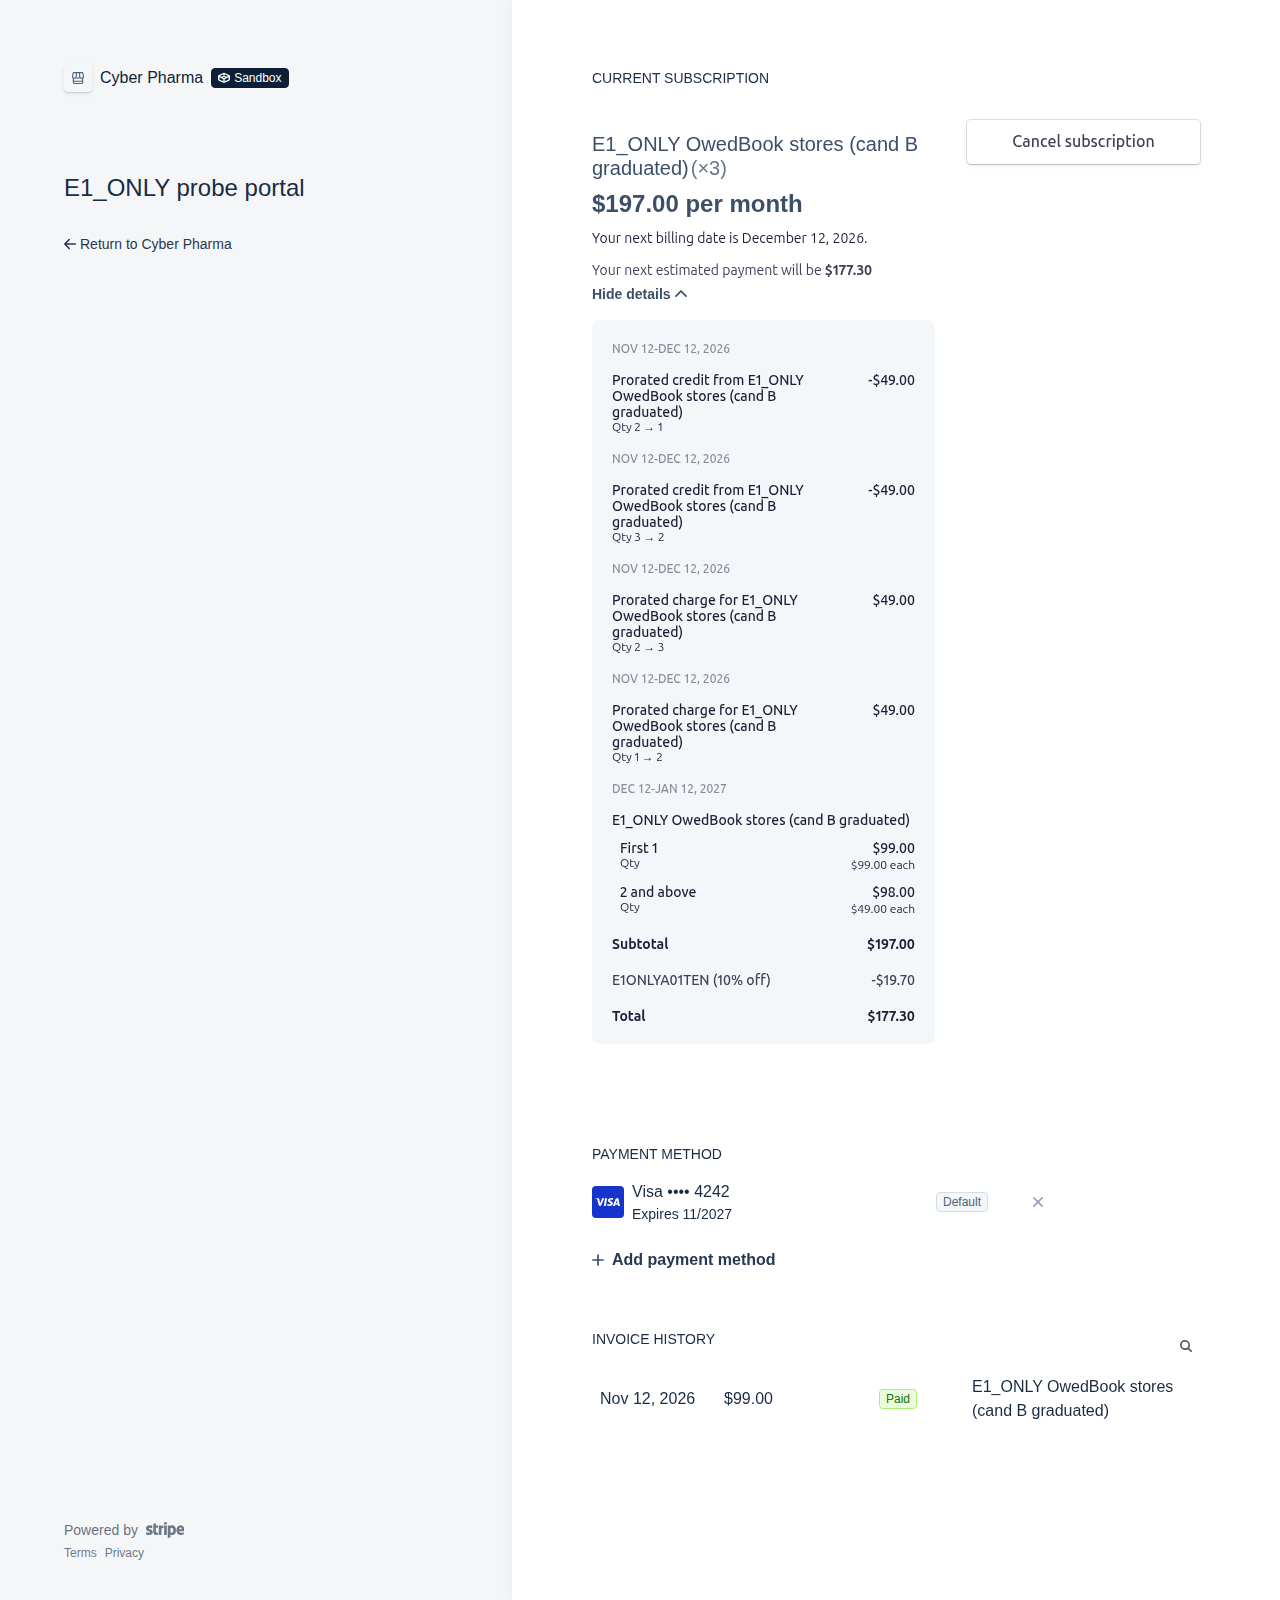 Cyber Pharma Sandbox
E1_ONLY probe portal
Return to Cyber Pharma
Powered by stripe
Terms Privacy
CURRENT SUBSCRIPTION
E1_ONLY OwedBook stores (cand B
graduated) (×3)
$197.00 per month
Your next billing date is December 12, 2026.
Your next estimated payment will be $177.30
Hide details
Cancel subscription
NOV 12-DEC 12, 2026
Prorated credit from E1_ONLY -$49.00
OwedBook stores (cand B
graduated)
Qty 2 → 1
NOV 12-DEC 12, 2026
Prorated credit from E1_ONLY -$49.00
OwedBook stores (cand B
graduated)
Qty 3 → 2
NOV 12-DEC 12, 2026
Prorated charge for E1_ONLY $49.00
OwedBook stores (cand B
graduated)
Qty 2 → 3
NOV 12-DEC 12, 2026
Prorated charge for E1_ONLY $49.00
OwedBook stores (cand B
graduated)
Qty 1 → 2
DEC 12-JAN 12, 2027
E1_ONLY OwedBook stores (cand B graduated)
First 1 $99.00
Qty $99.00 each
2 and above $98.00
Qty $49.00 each
Subtotal $197.00
E1ONLYA01TEN (10% off) -$19.70
Total $177.30
PAYMENT METHOD
VISA Visa •••• 4242 Default
Expires 11/2027
Add payment method
INVOICE HISTORY
Nov 12, 2026 $99.00 Paid E1_ONLY OwedBook stores
(cand B graduated)